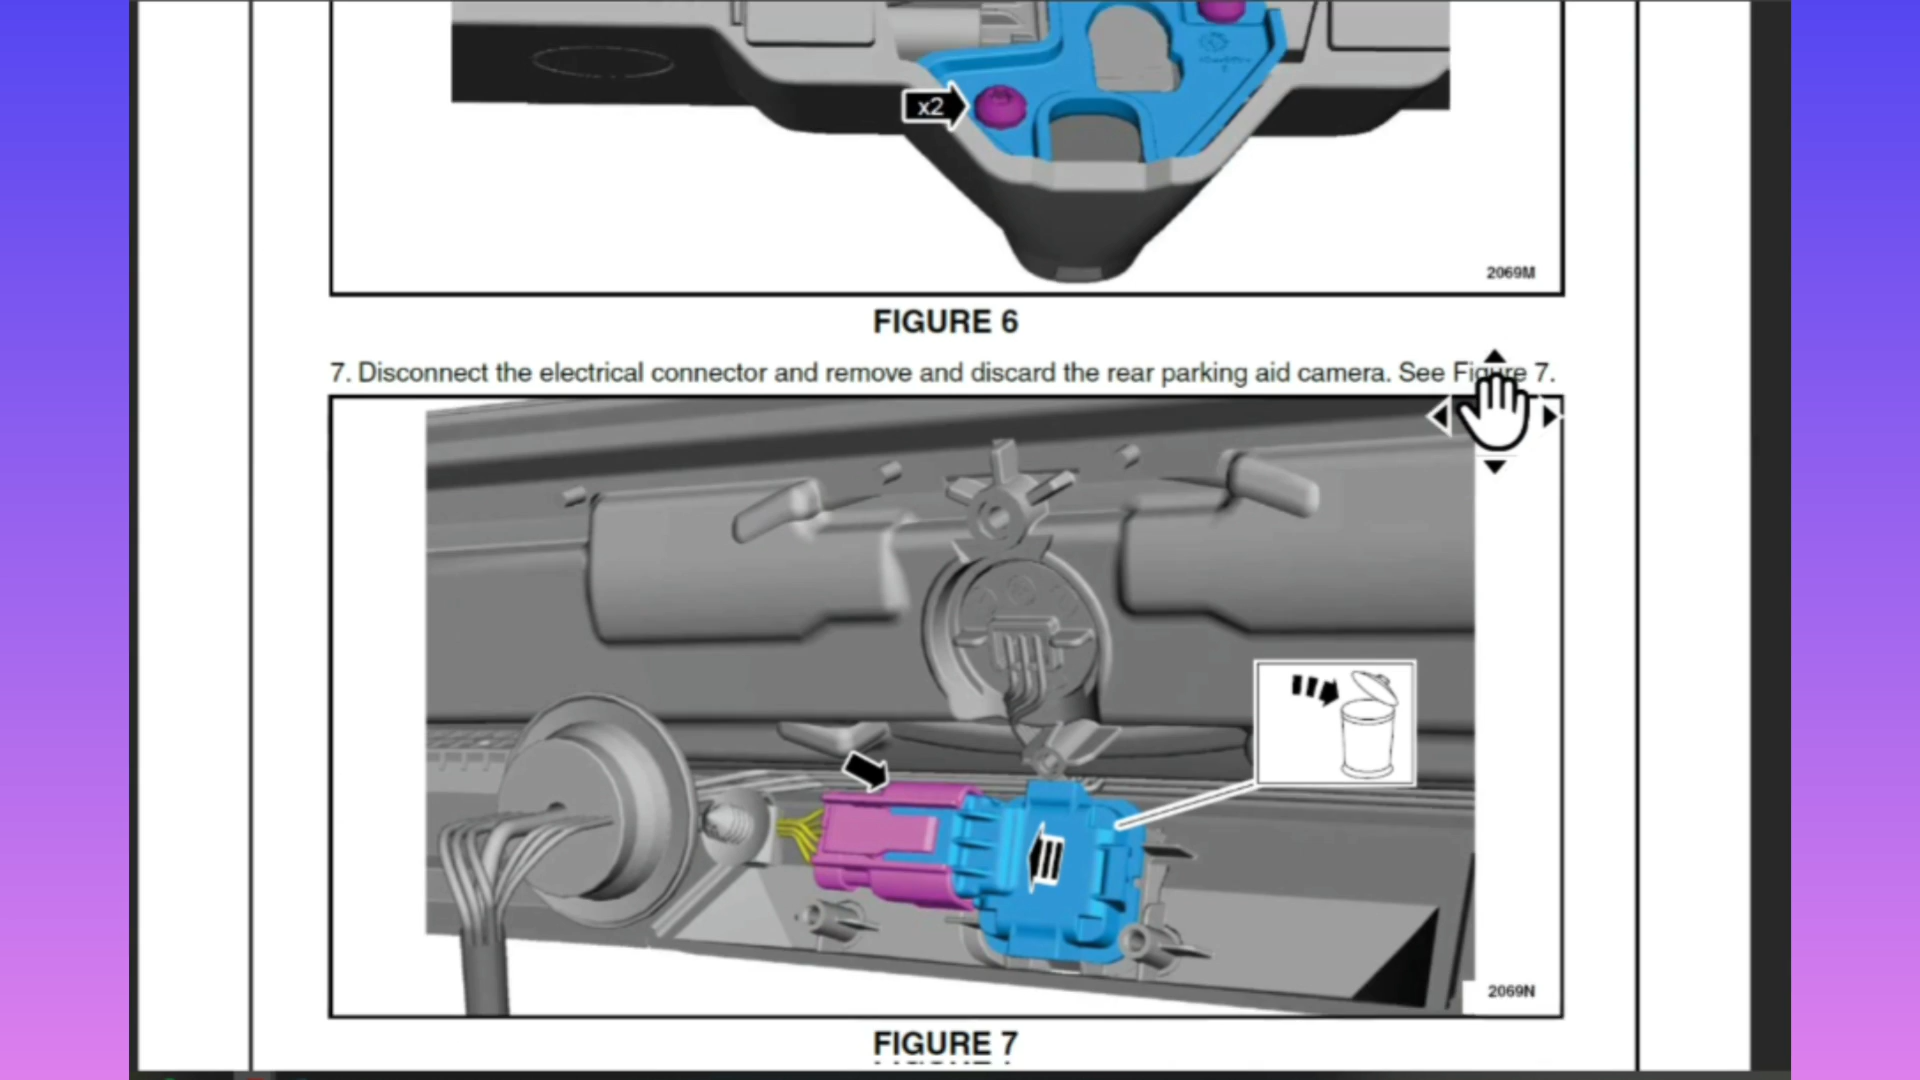 x2
2069M
FIGURE 6
7. Disconnect the electrical connector and remove and discard the rear parking aid camera. See Figure 7.
2069N
FIGURE 7